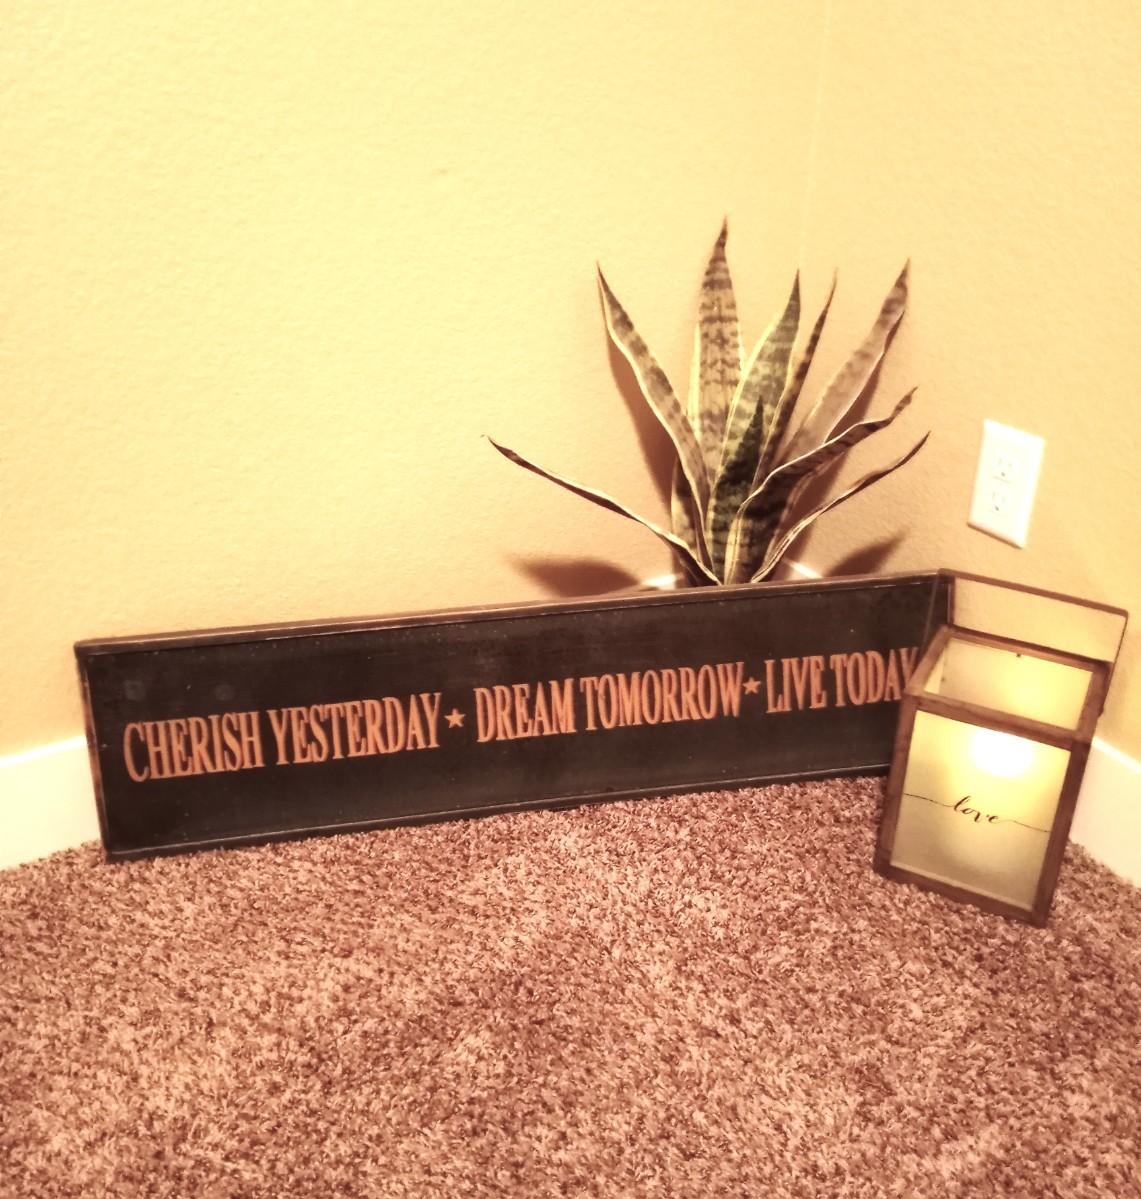 CHERISH YESTERDAY ★ DREAM TOMORROW ★ LIVE TODAY
love